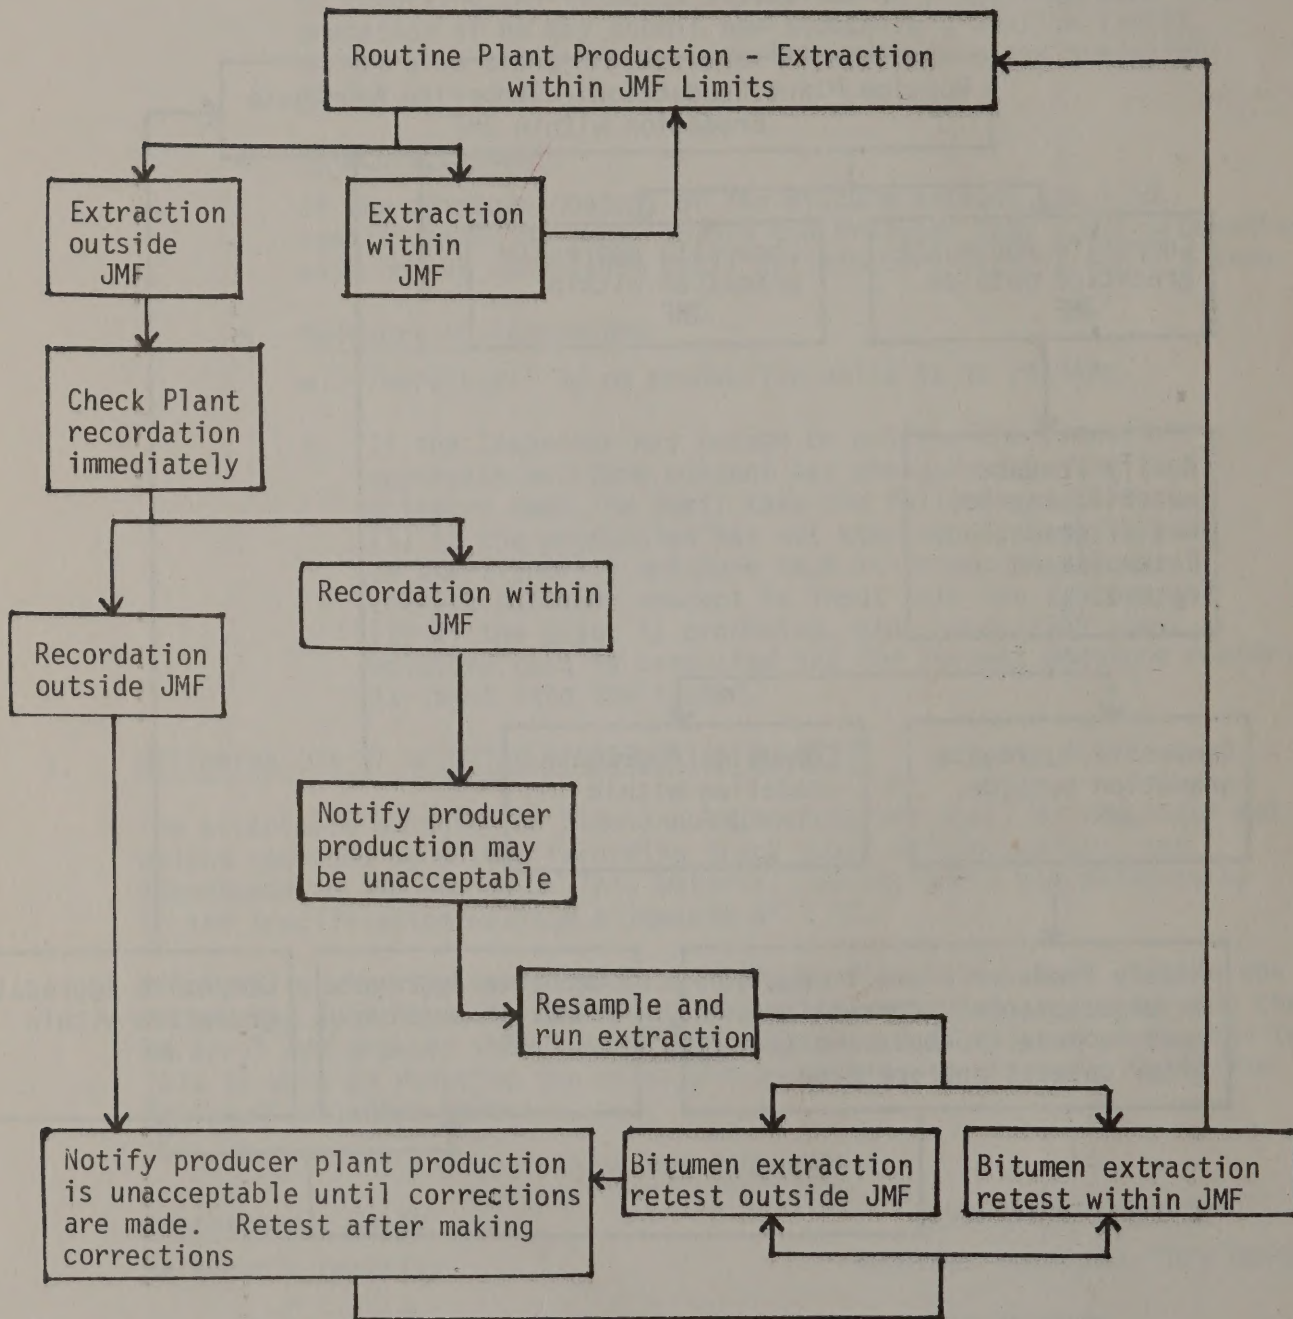 Routine Plant Production - Extraction
within JMF Limits
Extraction
outside
JMF
Extraction
within
JMF
Check Plant
recordation
immediately
Recordation within
JMF
Recordation
outside JMF
Notify producer
production may
be unacceptable
Resample and
run extraction
Notify producer plant production
is unacceptable until corrections
are made. Retest after making
corrections
Bitumen extraction
retest outside JMF
Bitumen extraction
retest within JMF